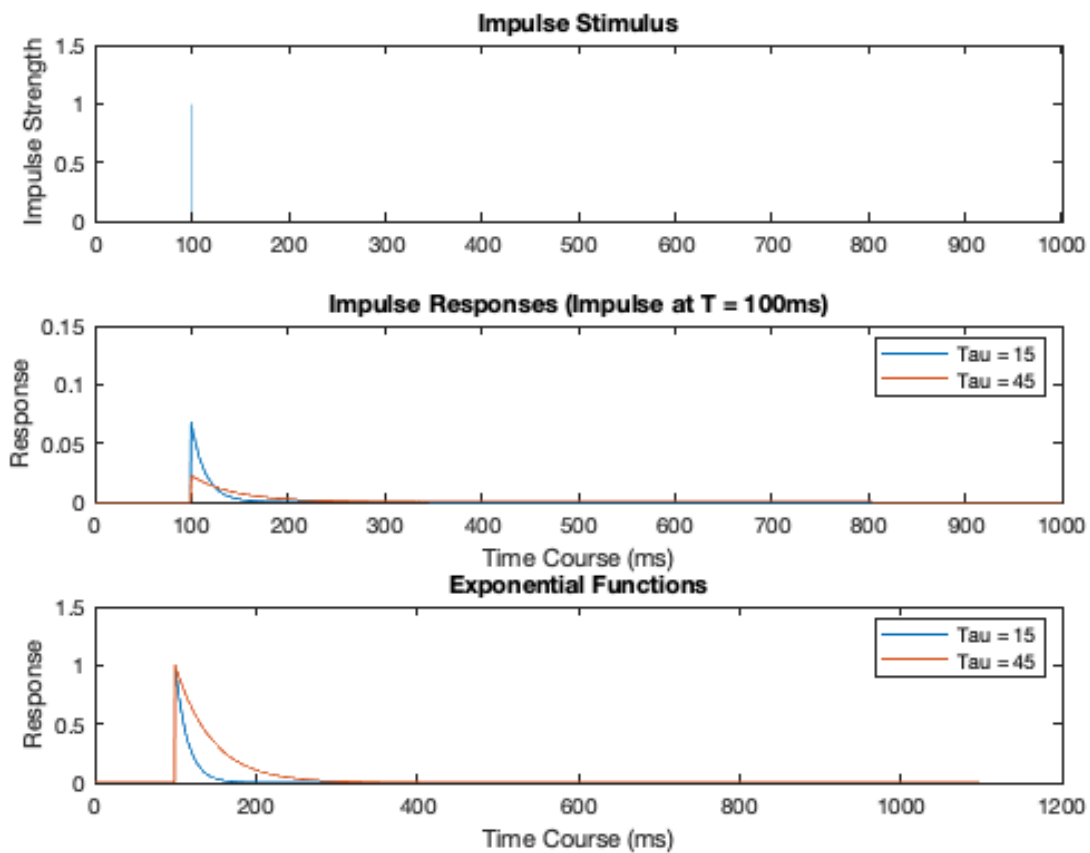 Impulse Stimulus
Impulse Strength
1.5
1
0.5
0
0 100 200 300 400 500 600 700 800 900 1000
Impulse Responses (Impulse at T = 100ms)
Response
0.15
0.1
0.05
0
Tau = 15
Tau = 45
0 100 200 300 400 500 600 700 800 900 1000
Time Course (ms)
Exponential Functions
Response
1.5
1
0.5
0
Tau = 15
Tau = 45
0 200 400 600 800 1000 1200
Time Course (ms)